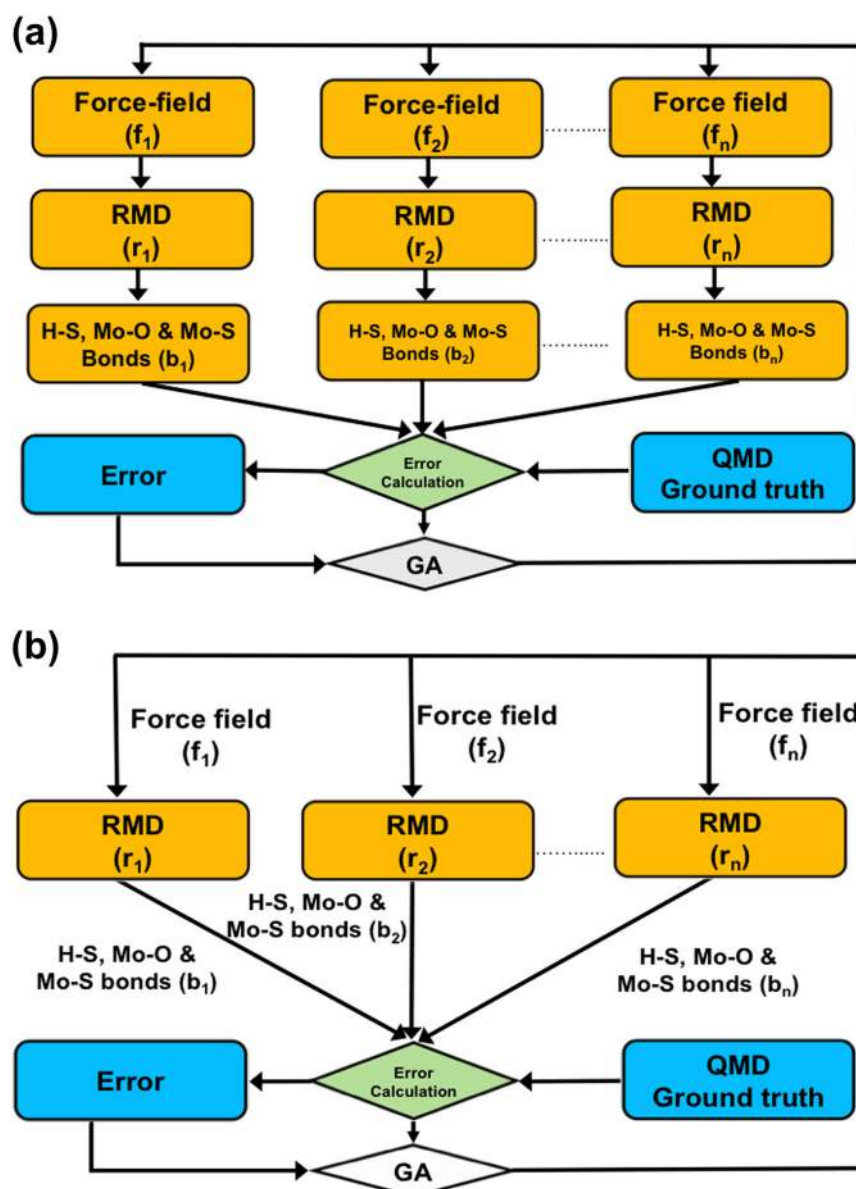 (a)
Force-field
(f₁)
Force-field
(f₂)
Force field
(fₙ)
RMD
(r₁)
RMD
(r₂)
RMD
(rₙ)
H-S, Mo-O & Mo-S
Bonds (b₁)
H-S, Mo-O & Mo-S
Bonds (b₂)
H-S, Mo-O & Mo-S
Bonds (bₙ)
Error
Error
Calculation
QMD
Ground truth
GA
(b)
Force field
(f₁)
Force field
(f₂)
Force field
(fₙ)
RMD
(r₁)
RMD
(r₂)
RMD
(rₙ)
H-S, Mo-O &
Mo-S bonds (b₁)
H-S, Mo-O &
Mo-S bonds (b₂)
H-S, Mo-O &
Mo-S bonds (bₙ)
Error
Error
Calculation
QMD
Ground truth
GA